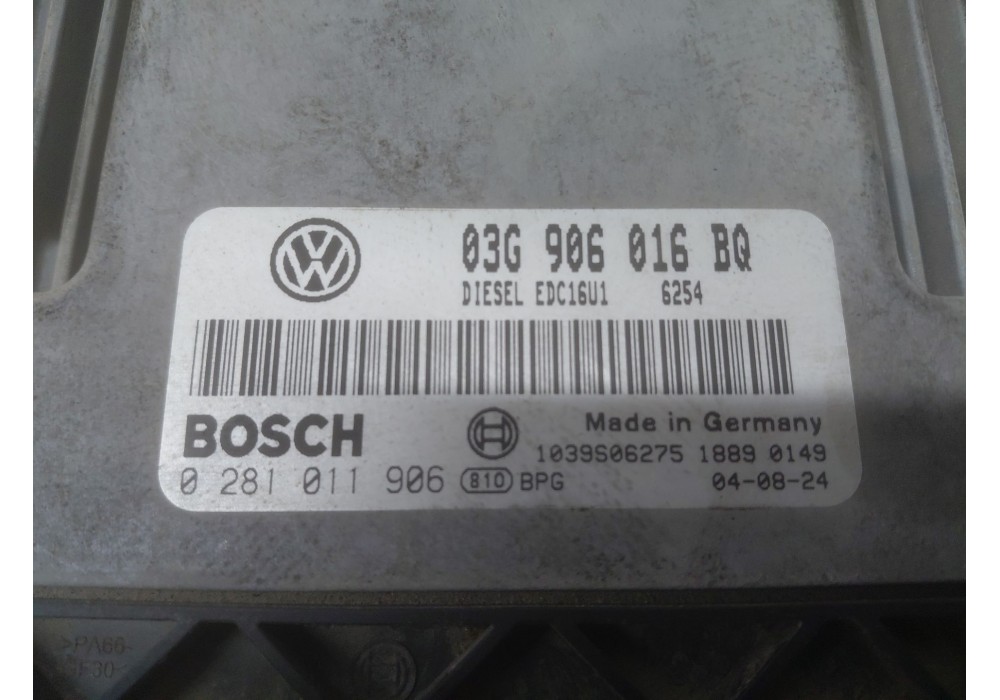 03G 906 016 BQ
DIESEL EDC16U1 6254
BOSCH
Made in Germany
1039S06275 1889 0149
0 281 011 906 810 BPG 04-08-24
>PA66-